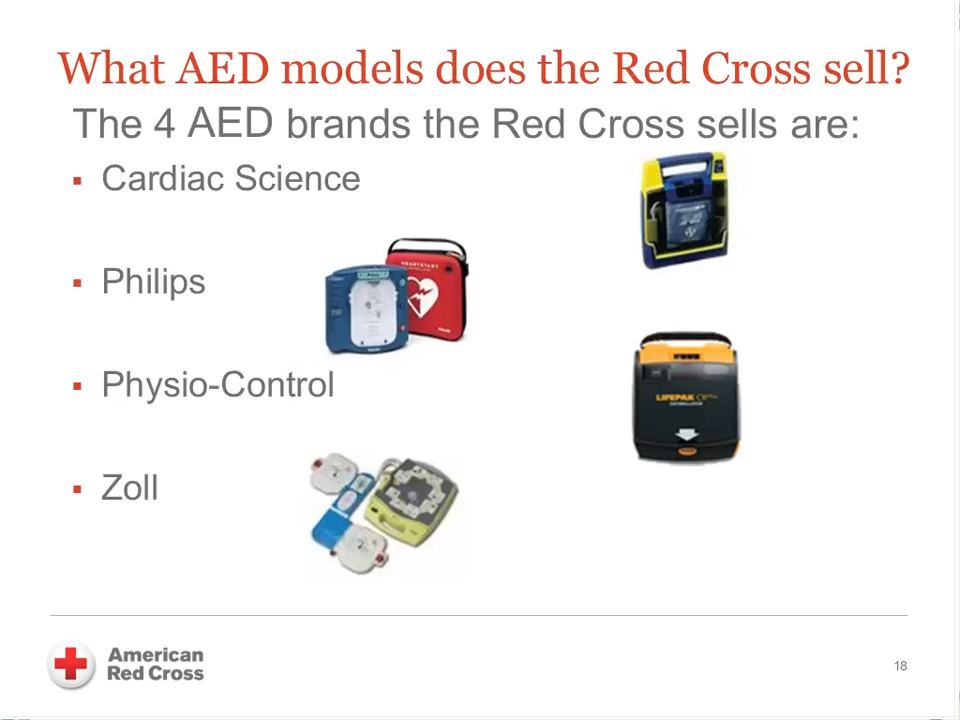 What AED models does the Red Cross sell?
The 4 AED brands the Red Cross sells are:
▪ Cardiac Science
▪ Philips
HEARTSTART
▪ Physio-Control
LIFEPAK CR
▪ Zoll
American
Red Cross
18